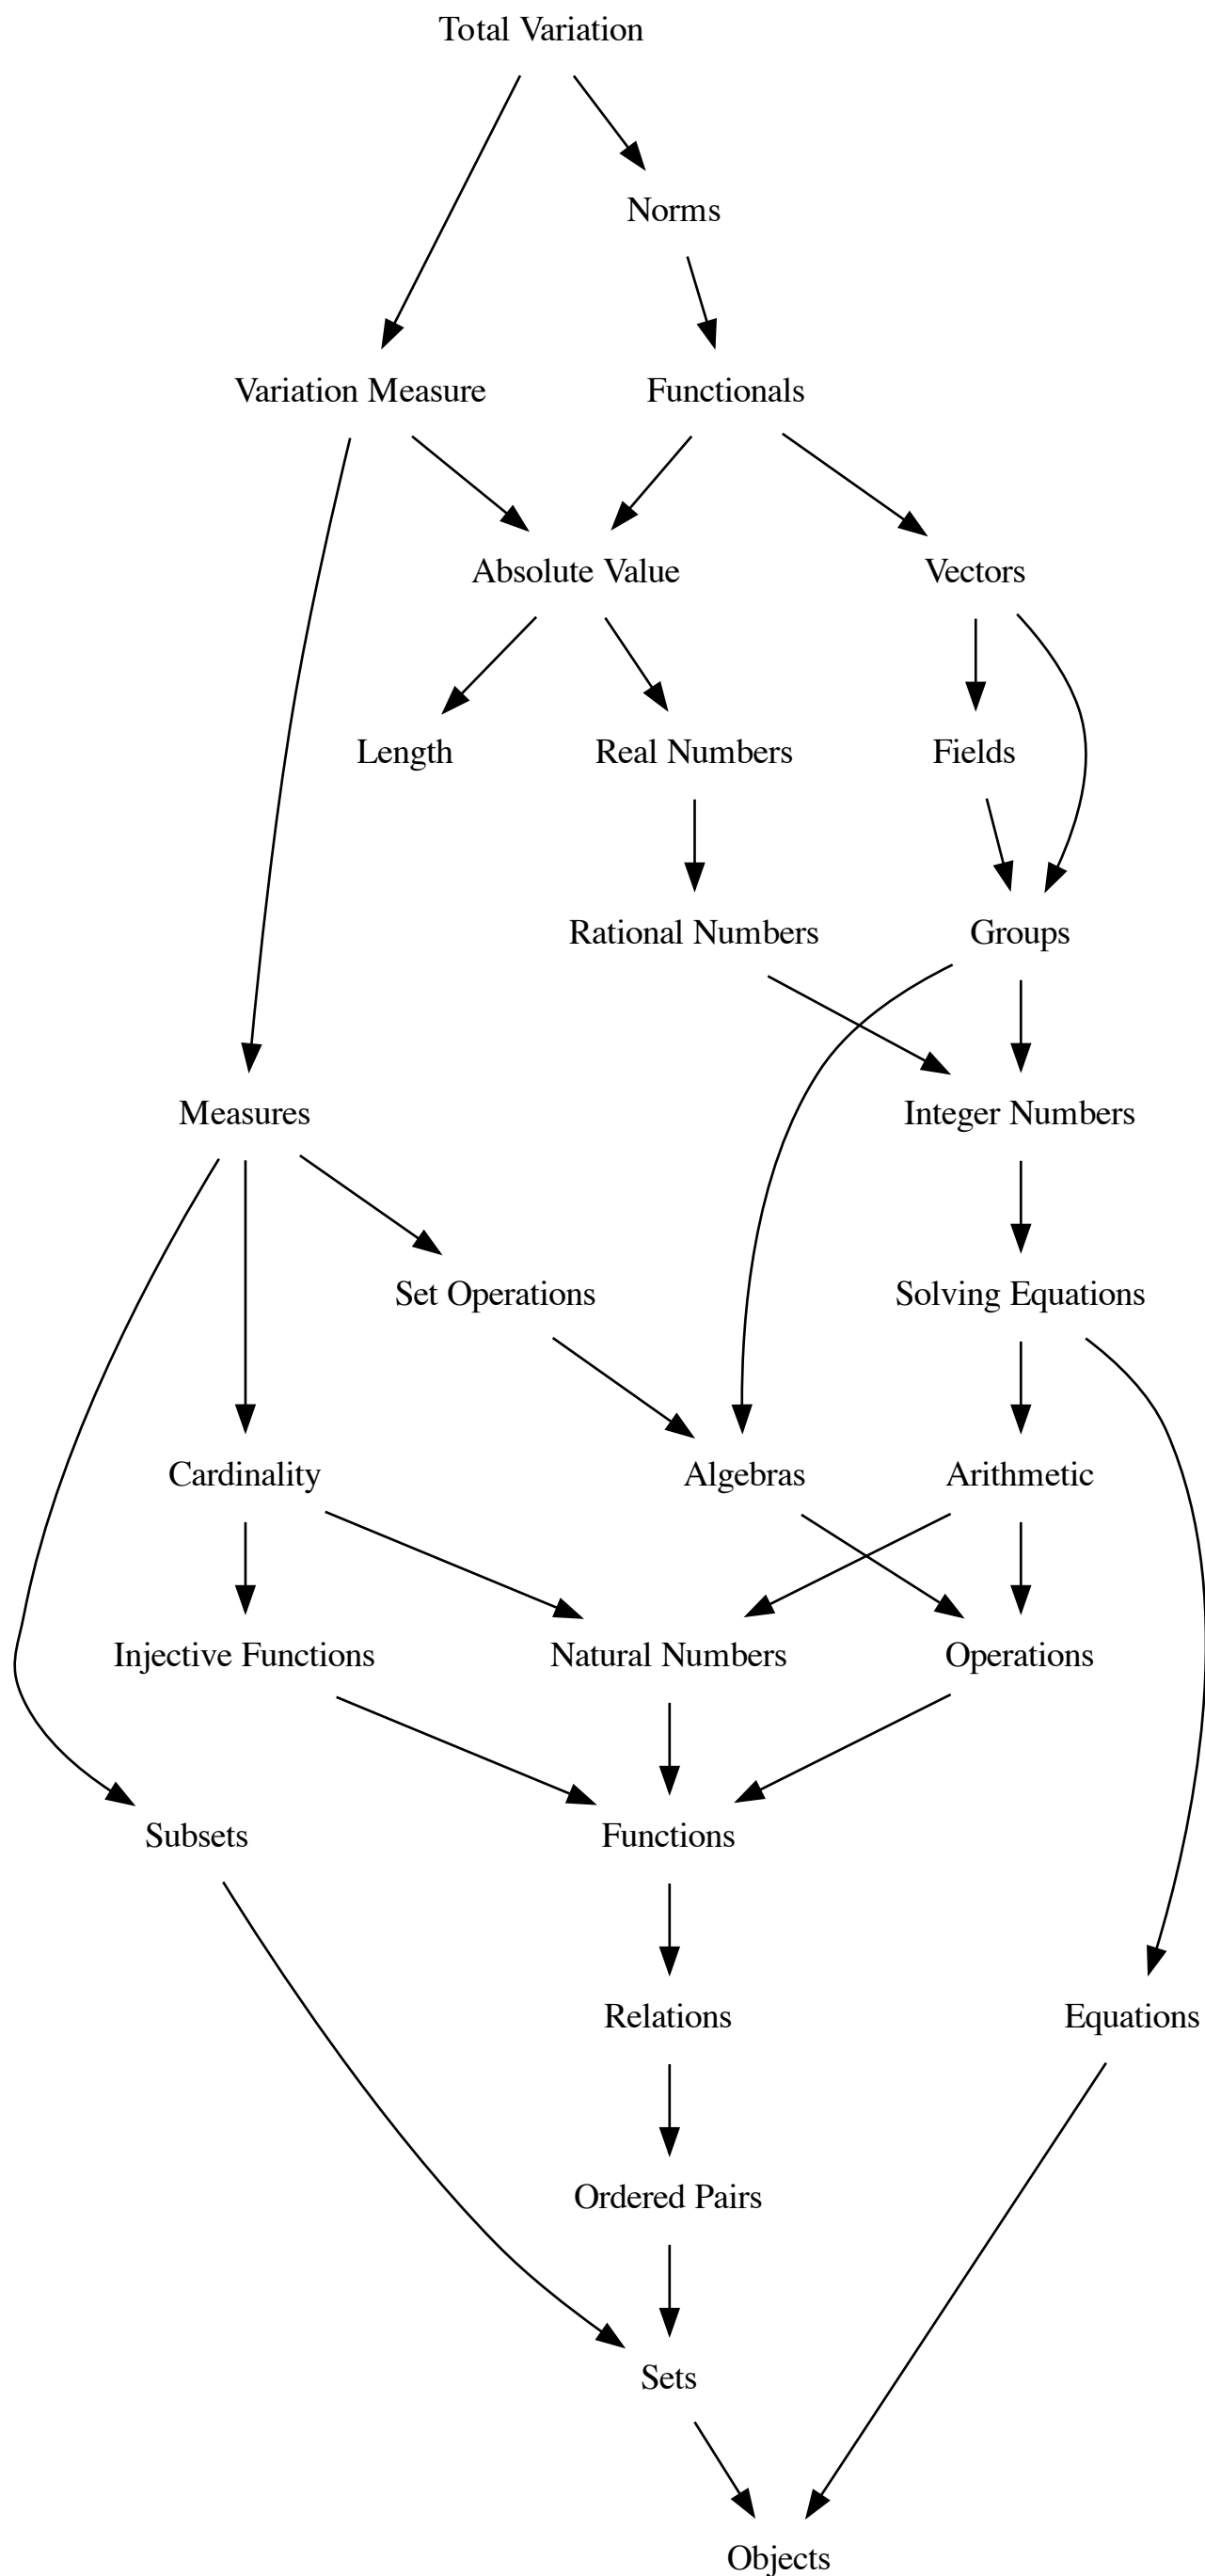 Total Variation
Norms
Variation Measure
Functionals
Absolute Value
Vectors
Length
Real Numbers
Fields
Rational Numbers
Groups
Measures
Integer Numbers
Set Operations
Solving Equations
Cardinality
Algebras
Arithmetic
Injective Functions
Natural Numbers
Operations
Subsets
Functions
Relations
Equations
Ordered Pairs
Sets
Objects